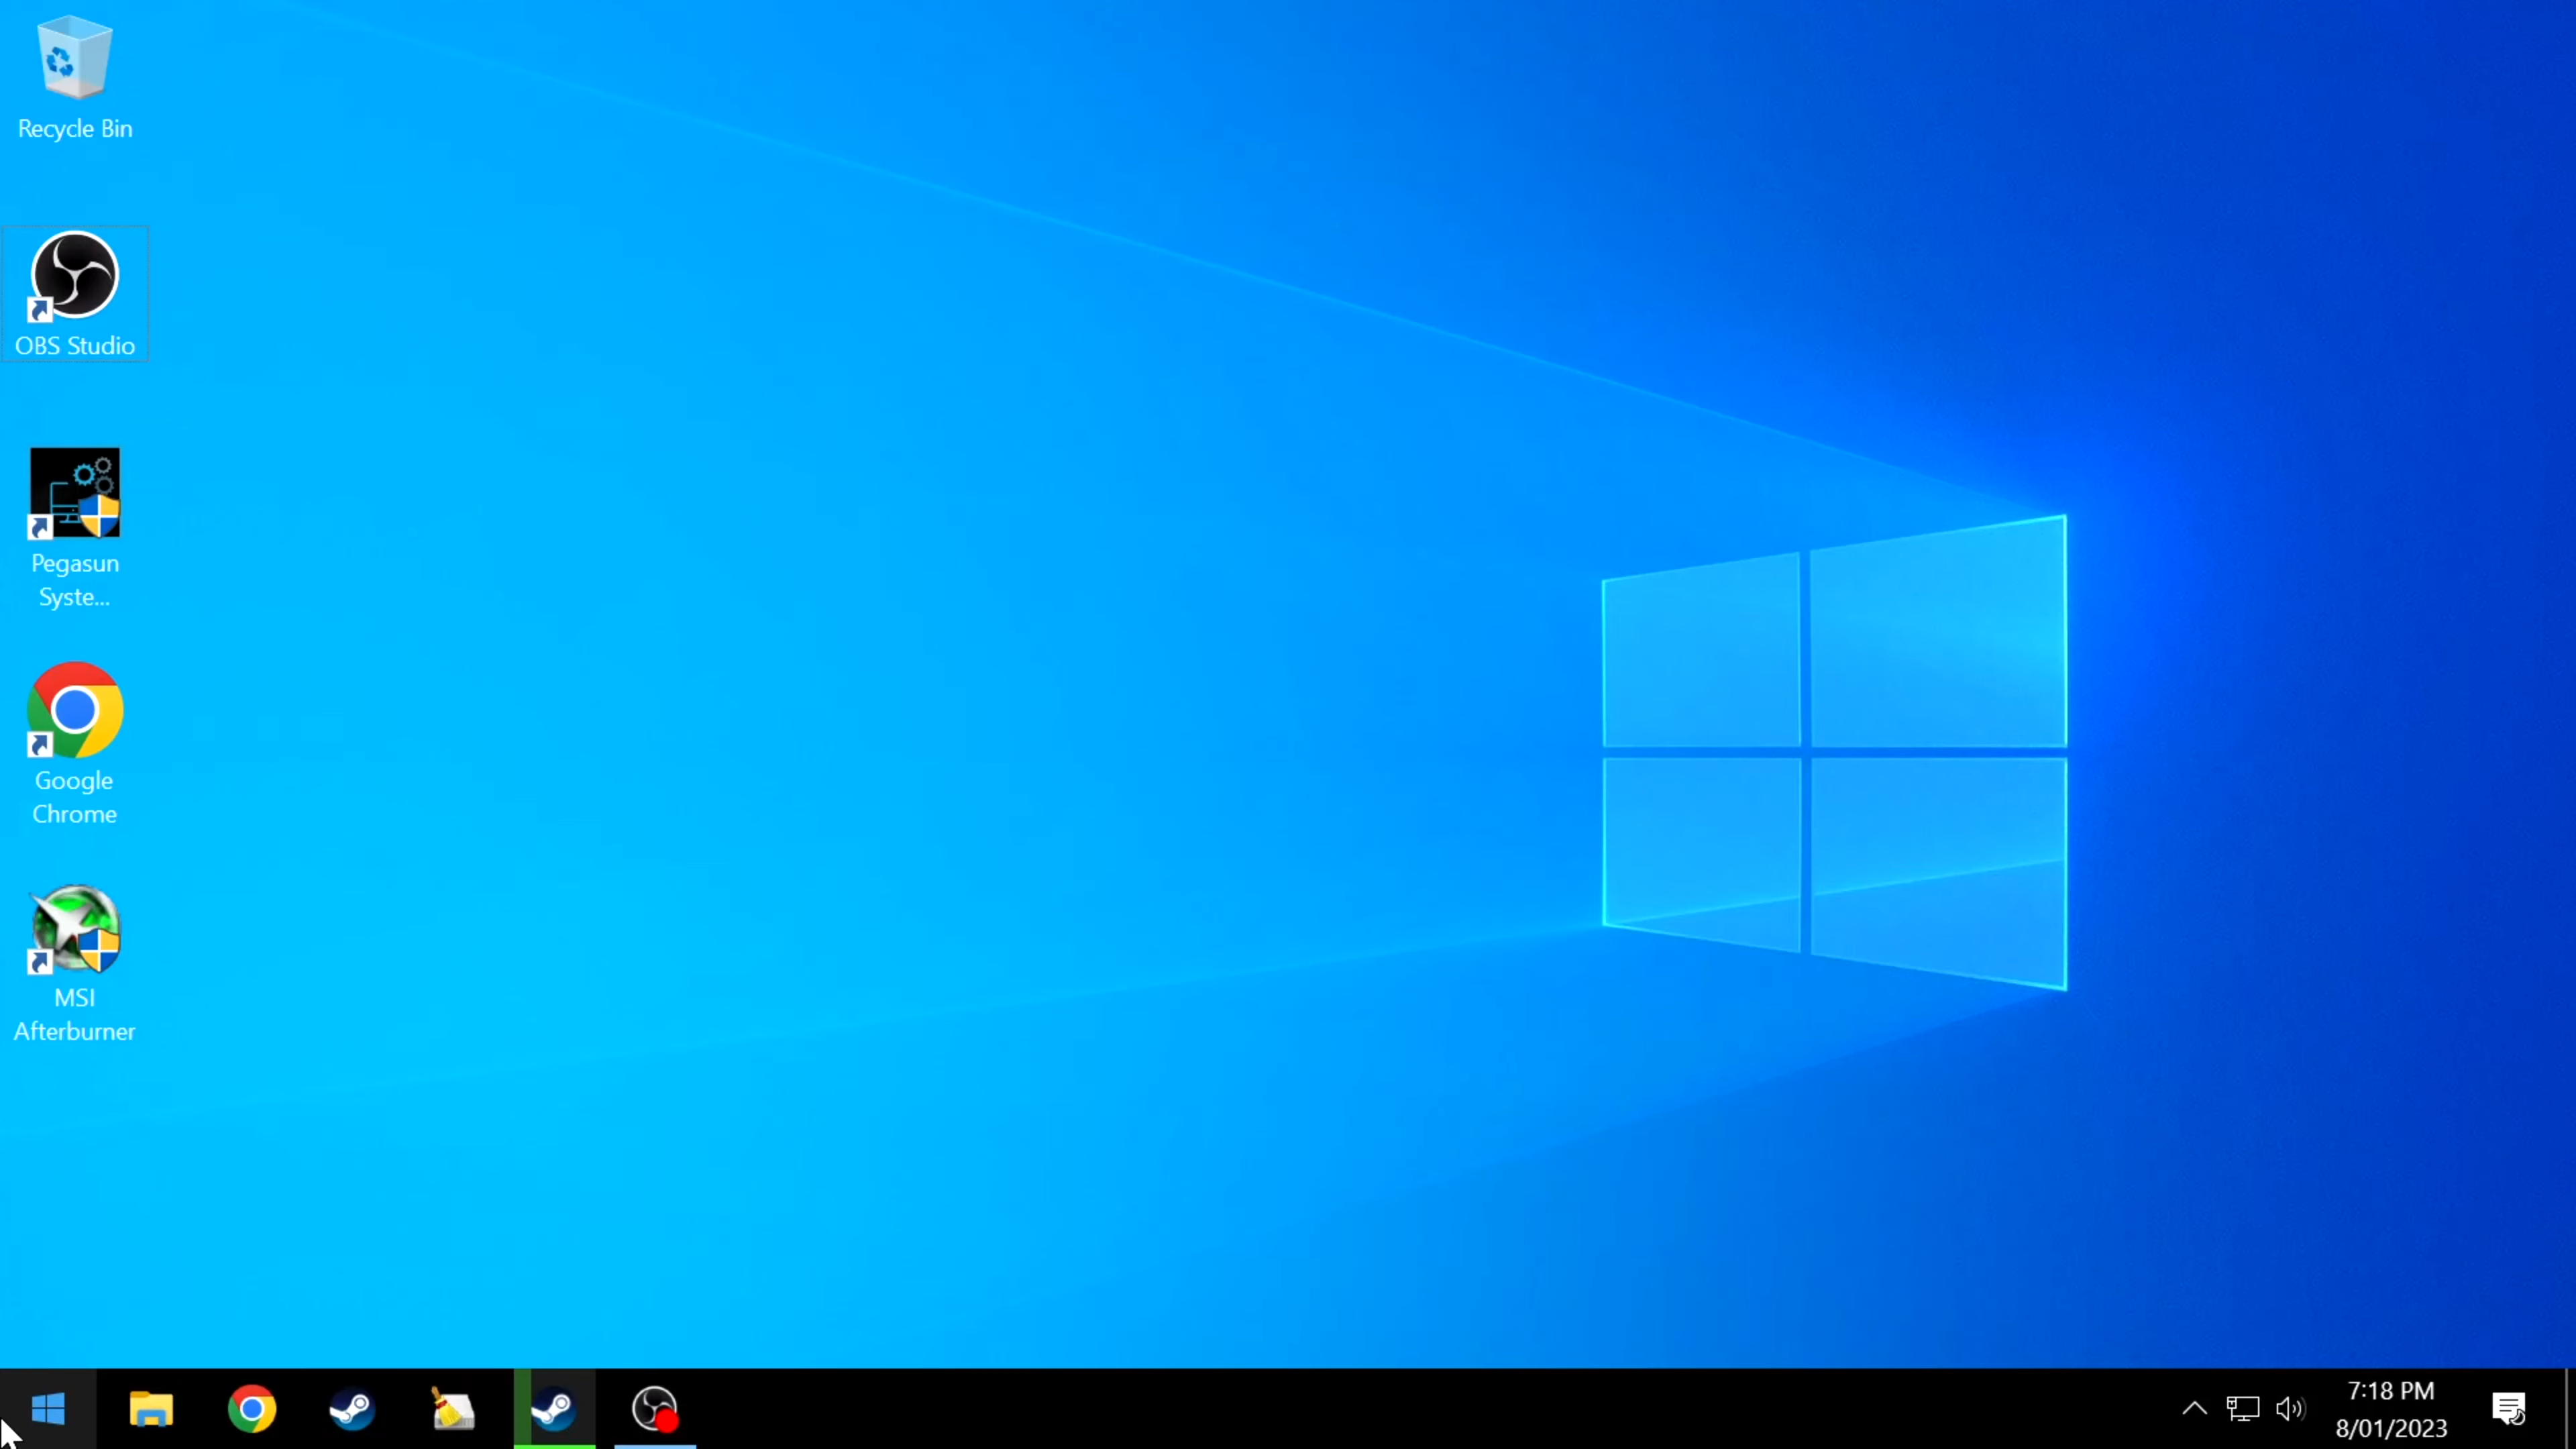 Recycle Bin
OBS Studio
Pegasun
Syste...
Google
Chrome
MSI
Afterburner
7:18 PM
8/01/2023